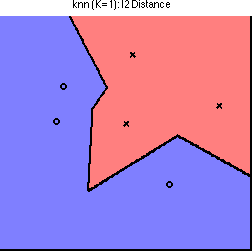 knn (K=1): l2 Distance